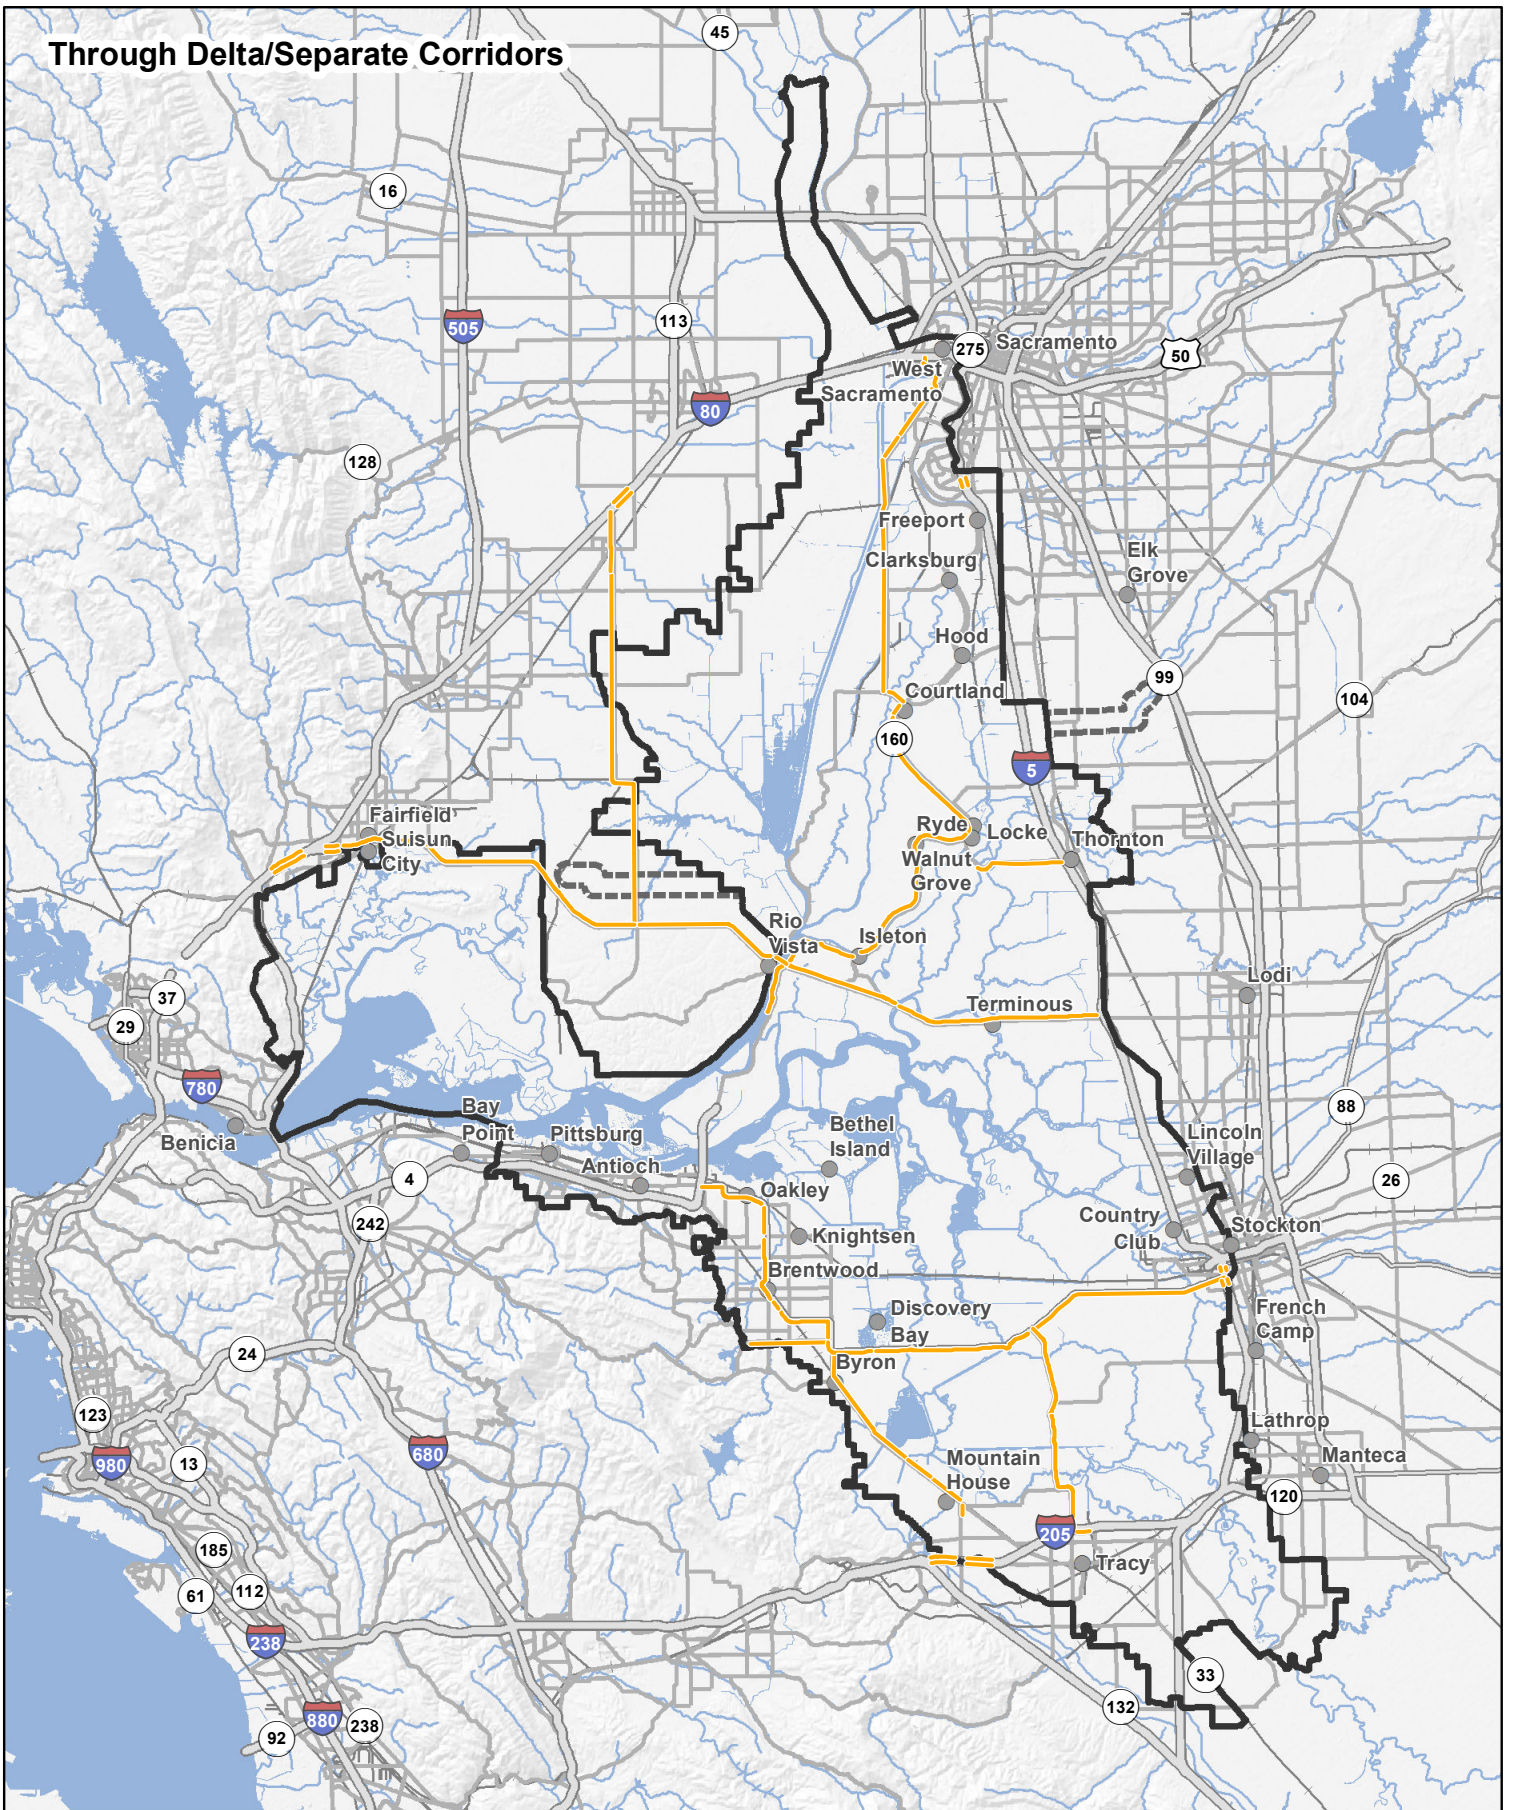 Through Delta/Separate Corridors
45
16
505
113
275
Sacramento
50
West
Sacramento
80
128
Freeport
Clarksburg
Elk
Grove
Hood
99
Courtland
104
160
5
Fairfield
Suisun
City
Ryde
Locke
Thornton
Walnut
Grove
Rio
Vista
Isleton
Lodi
37
29
Terminous
780
Bay
Point
Benicia
Pittsburg
Bethel
Island
88
Lincoln
Village
4
Antioch
Oakley
26
242
Country
Club
Stockton
Knightsen
Brentwood
Discovery
Bay
French
Camp
24
Byron
123
980
13
680
Lathrop
Mountain
House
Manteca
120
205
185
61
112
Tracy
238
33
880
238
92
132